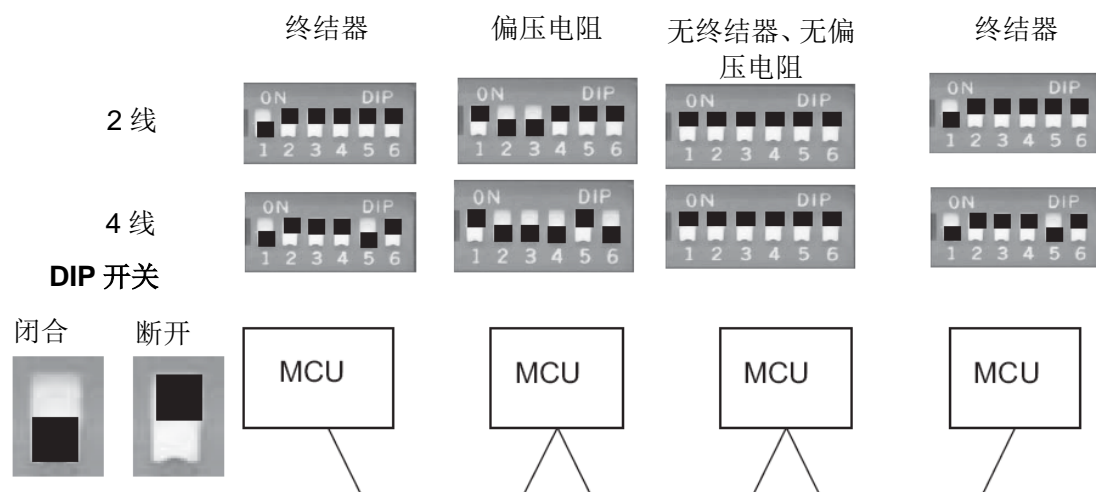 终结器 偏压电阻 无终结器、无偏 终结器
压电阻
2 线
ON DIP ON DIP ON DIP ON DIP
1 2 3 4 5 6 1 2 3 4 5 6 1 2 3 4 5 6 1 2 3 4 5 6
4 线
ON DIP ON DIP ON DIP ON DIP
1 2 3 4 5 6 1 2 3 4 5 6 1 2 3 4 5 6 1 2 3 4 5 6
DIP 开关
闭合 断开
MCU MCU MCU MCU